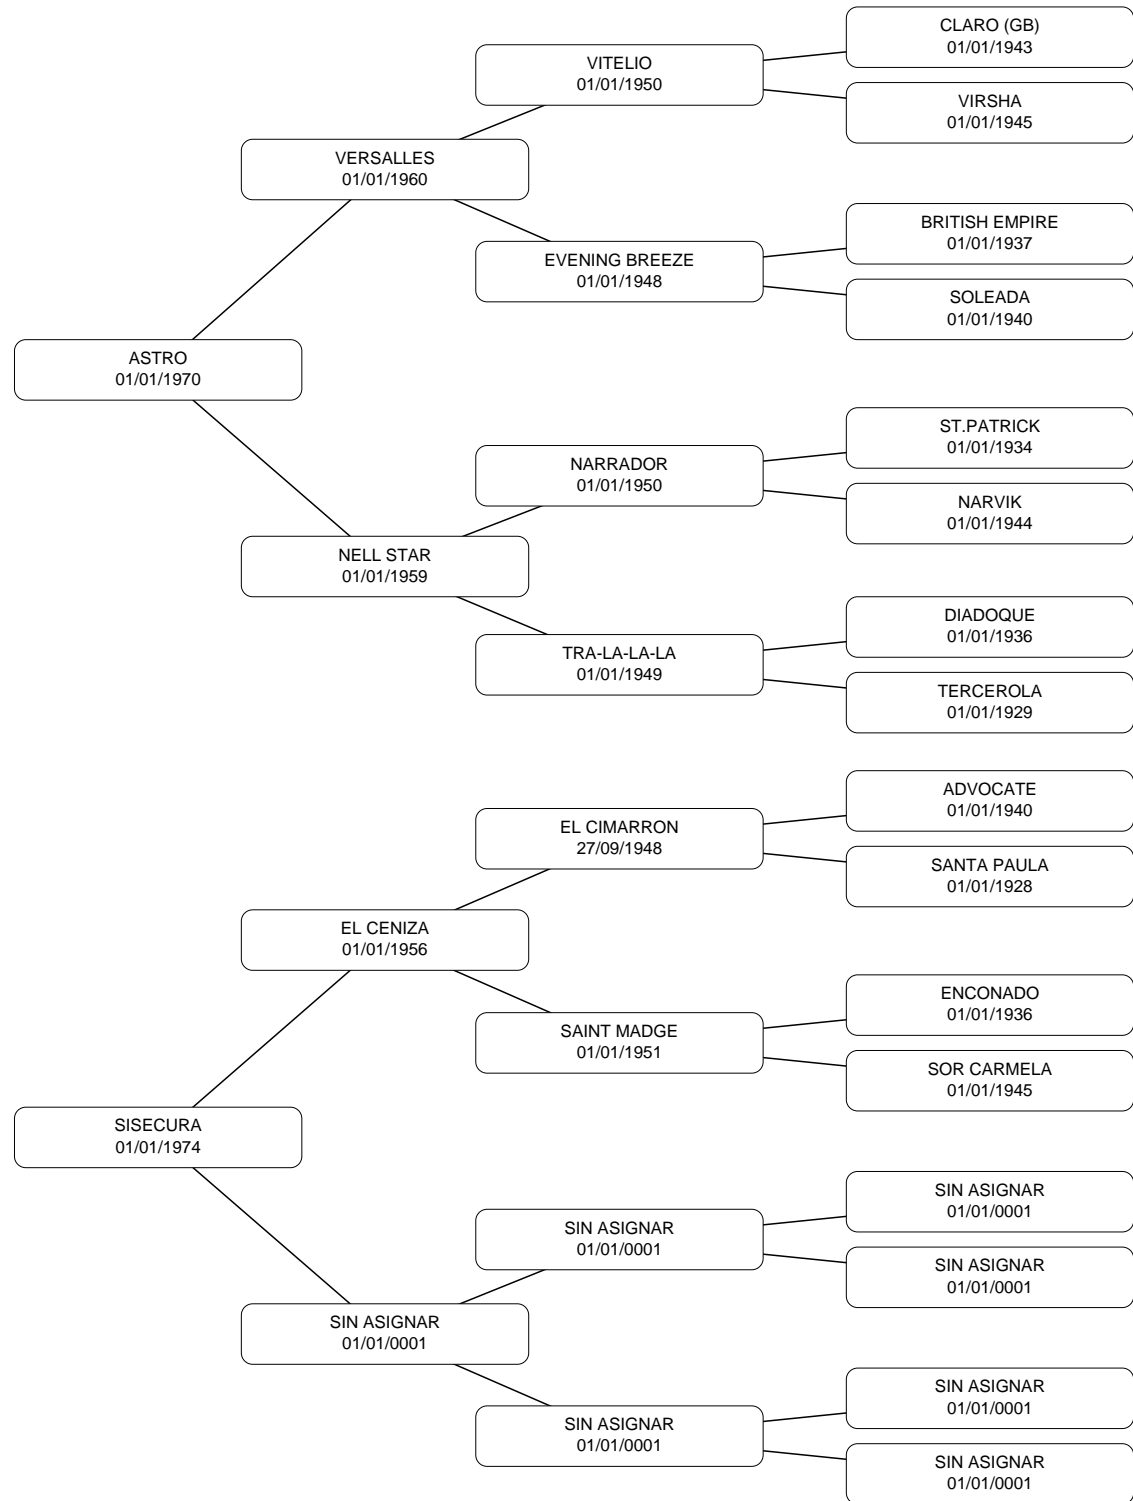 CLARO (GB)
01/01/1943
VITELIO
01/01/1950
VIRSHA
01/01/1945
VERSALLES
01/01/1960
BRITISH EMPIRE
01/01/1937
EVENING BREEZE
01/01/1948
SOLEADA
01/01/1940
ASTRO
01/01/1970
ST.PATRICK
01/01/1934
NARRADOR
01/01/1950
NARVIK
01/01/1944
NELL STAR
01/01/1959
DIADOQUE
01/01/1936
TRA-LA-LA-LA
01/01/1949
TERCEROLA
01/01/1929
ADVOCATE
01/01/1940
EL CIMARRON
27/09/1948
SANTA PAULA
01/01/1928
EL CENIZA
01/01/1956
ENCONADO
01/01/1936
SAINT MADGE
01/01/1951
SOR CARMELA
01/01/1945
SISECURA
01/01/1974
SIN ASIGNAR
01/01/0001
SIN ASIGNAR
01/01/0001
SIN ASIGNAR
01/01/0001
SIN ASIGNAR
01/01/0001
SIN ASIGNAR
01/01/0001
SIN ASIGNAR
01/01/0001
SIN ASIGNAR
01/01/0001